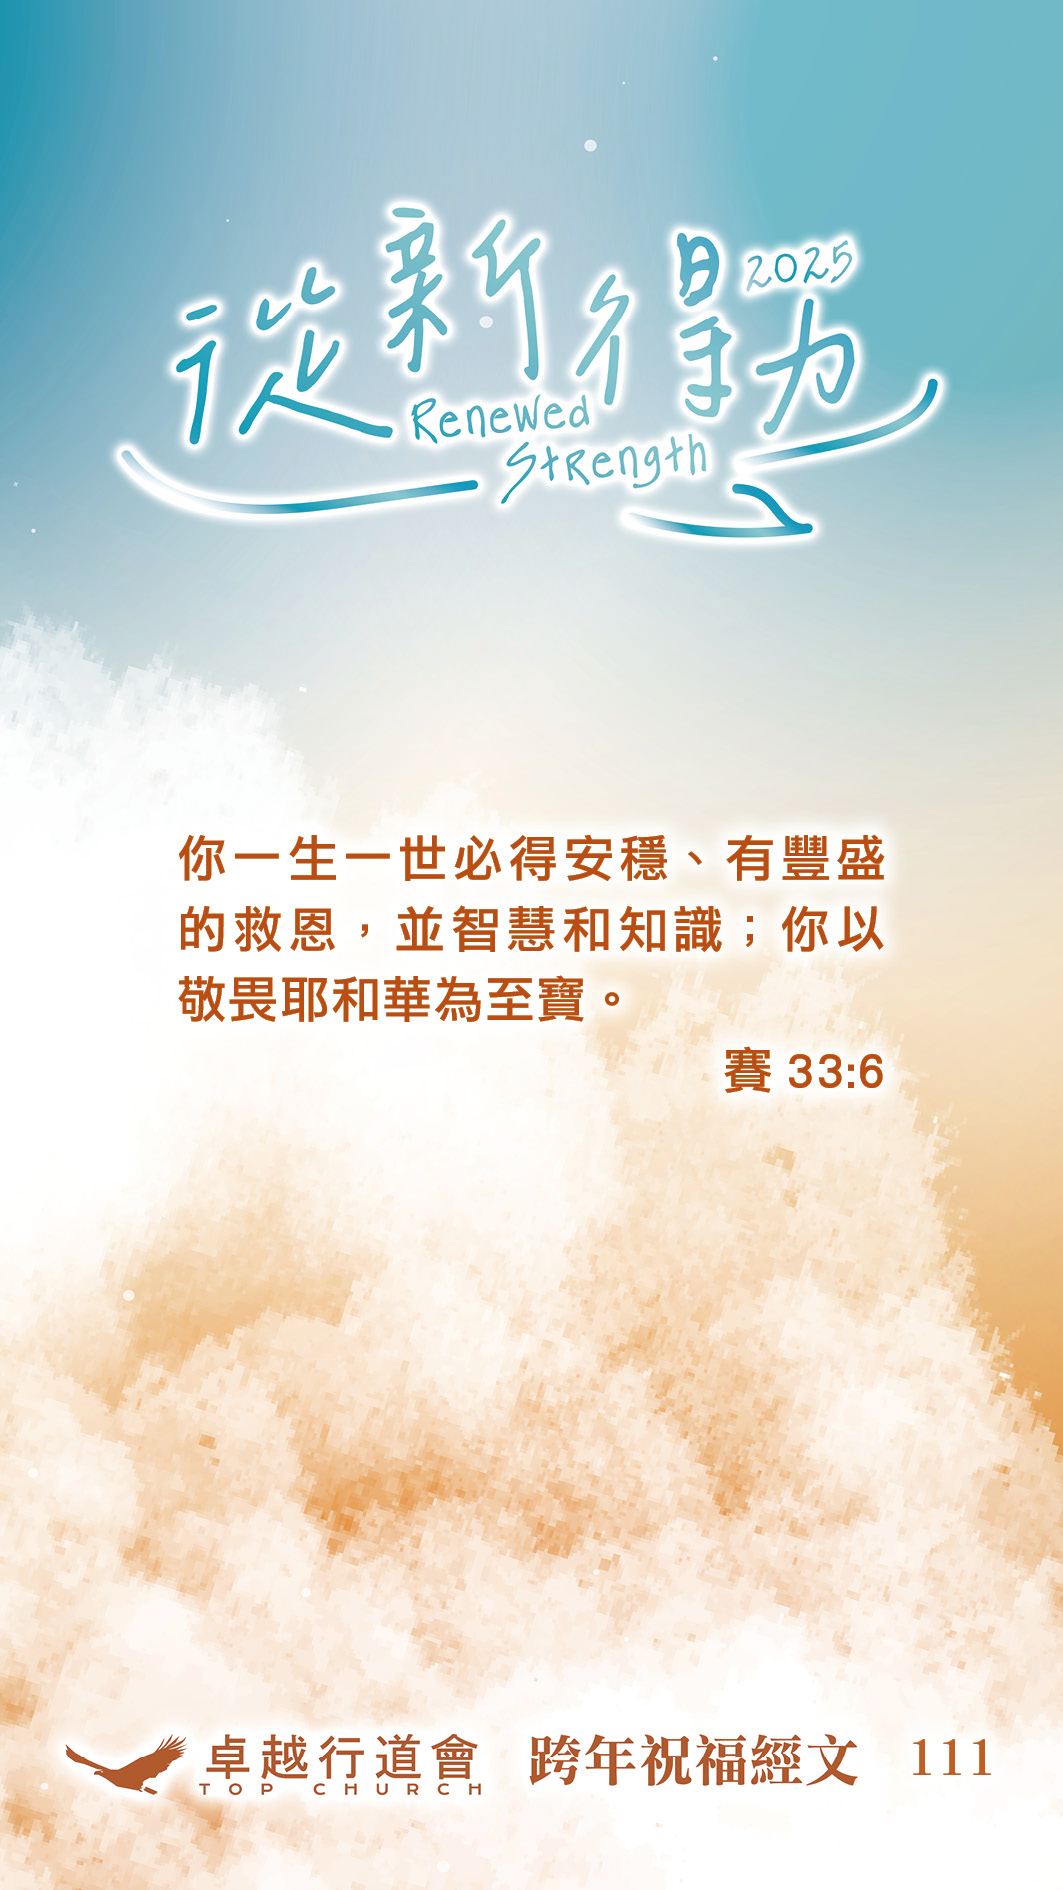 從新得力 2025
Renewed
Strength
你一生一世必得安穩、有豐盛
的救恩，並智慧和知識；你以
敬畏耶和華為至寶。
賽 33:6
卓越行道會 跨年祝福經文 111
TOP CHURCH